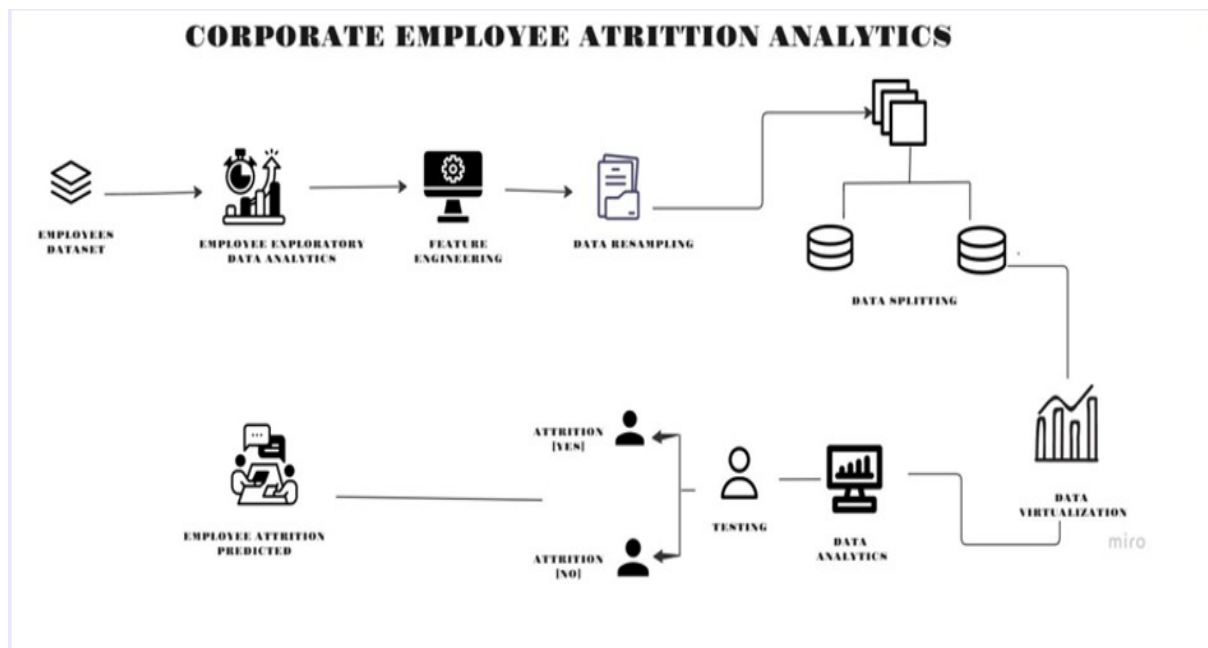 CORPORATE EMPLOYEE ATRITTION ANALYTICS
EMPLOYEES
DATASET
EMPLOYEE EXPLORATORY
DATA ANALYTICS
FEATURE
ENGINEERING
DATA RESAMPLING
DATA SPLITTING
DATA
VIRTUALIZATION
miro
DATA
ANALYTICS
TESTING
ATTRITION
[YES]
ATTRITION
[NO]
EMPLOYEE ATTRITION
PREDICTED